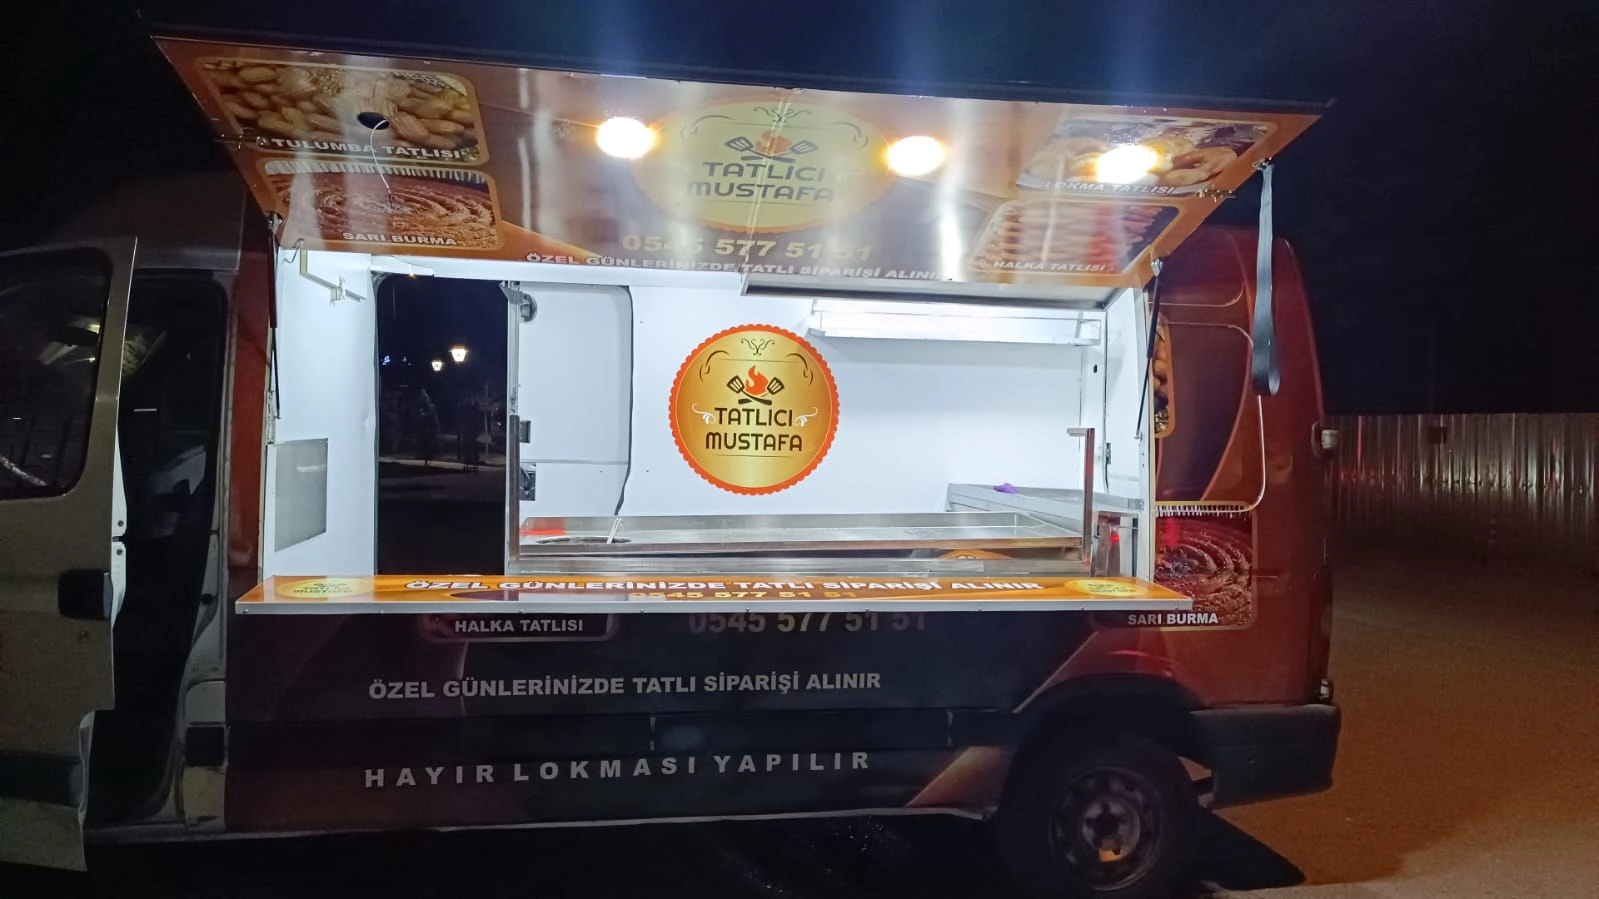 TULUMBA TATLISI
SARI BURMA
TATLICI
MUSTAFA
0545 577 51 51
ÖZEL GÜNLERİNİZDE TATLI SİPARİŞİ ALINIR
LOKMA TATLISI
HALKA TATLISI
TATLICI
MUSTAFA
MUSTAFA
ÖZEL GÜNLERİNİZDE TATLI SİPARİŞİ ALINIR
0545 577 51 51
HALKA TATLISI
0545 577 51 51
SARI BURMA
ÖZEL GÜNLERİNİZDE TATLI SİPARİŞİ ALINIR
HAYIR LOKMASI YAPILIR